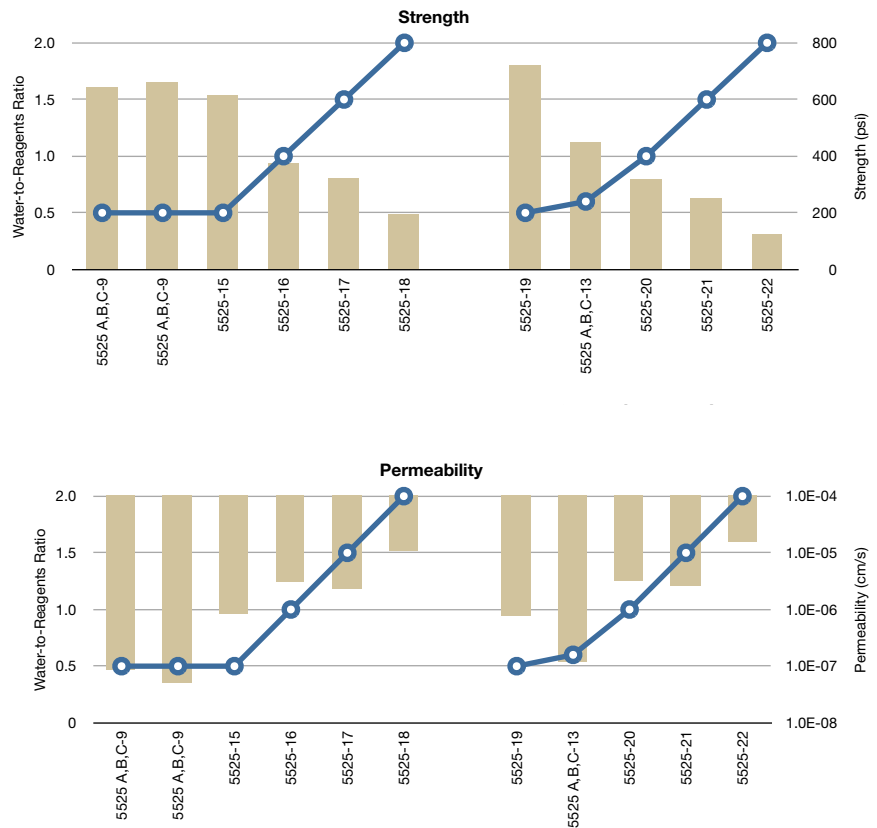 Strength
Water-to-Reagents Ratio
2.0
1.5
1.0
0.5
0
800
600
400
200
0
Strength (psi)
5525 A,B,C-9
5525 A,B,C-9
5525-15
5525-16
5525-17
5525-18
5525-19
5525 A,B,C-13
5525-20
5525-21
5525-22
Permeability
Water-to-Reagents Ratio
2.0
1.5
1.0
0.5
0
1.0E-04
1.0E-05
1.0E-06
1.0E-07
1.0E-08
Permeability (cm/s)
5525 A,B,C-9
5525 A,B,C-9
5525-15
5525-16
5525-17
5525-18
5525-19
5525 A,B,C-13
5525-20
5525-21
5525-22